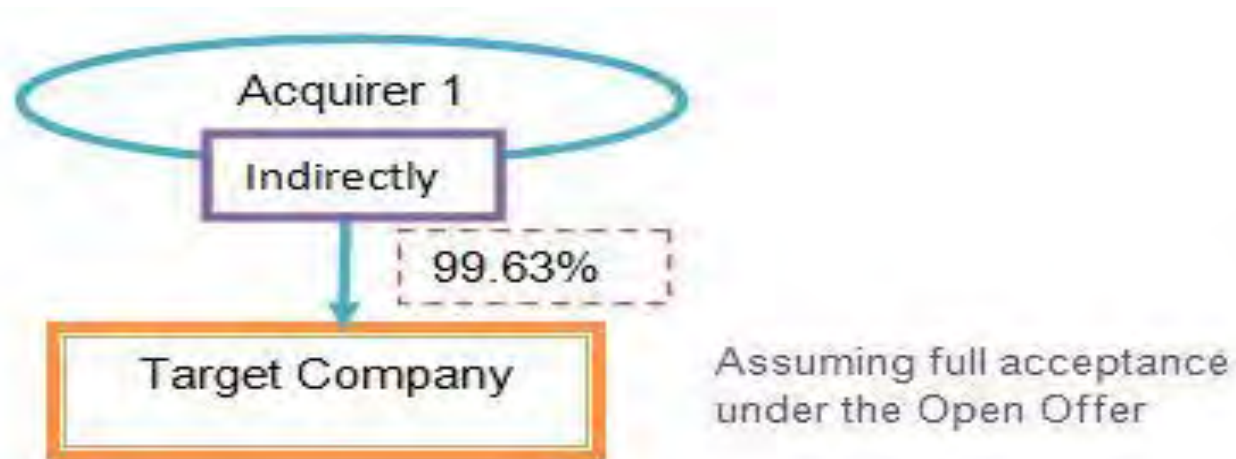 Acquirer 1
Indirectly
99.63%
Target Company
Assuming full acceptance
under the Open Offer